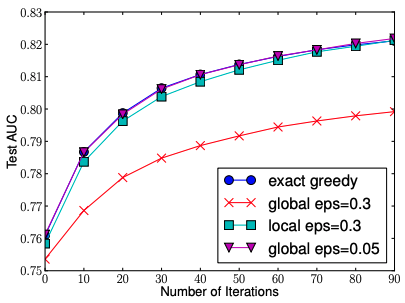 0.83
0.82
0.81
0.80
0.79
0.78
0.77
0.76
0.75
Test AUC
0 10 20 30 40 50 60 70 80 90
Number of Iterations
exact greedy
global eps=0.3
local eps=0.3
global eps=0.05